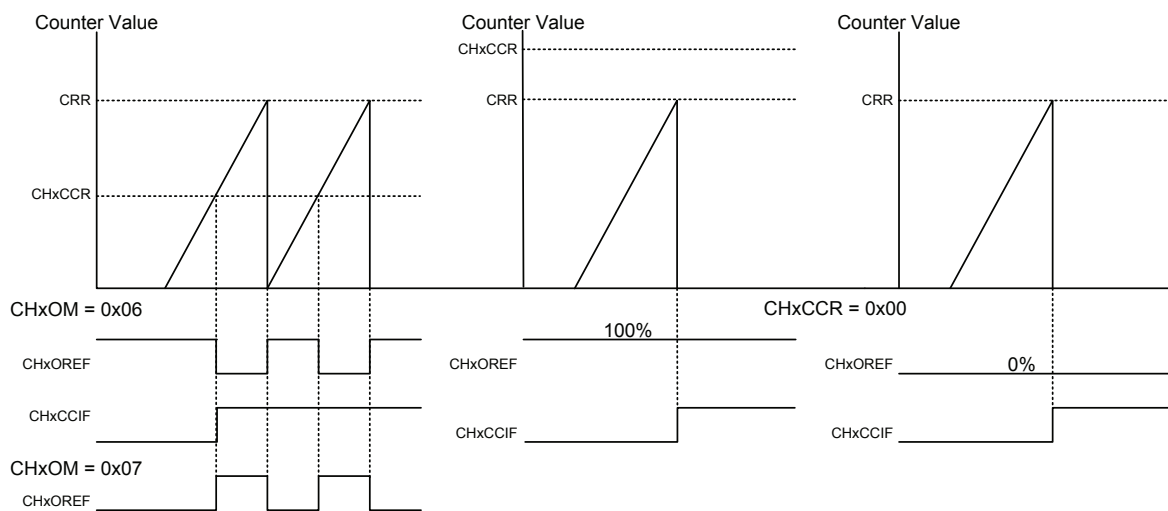 Counter Value
CRR
CHxCCR
CHxOM = 0x06
CHxOREF
CHxCCIF
CHxOM = 0x07
CHxOREF
Counter Value
CHxCCR
CRR
100%
CHxOREF
CHxCCIF
Counter Value
CRR
CHxCCR = 0x00
CHxOREF
0%
CHxCCIF